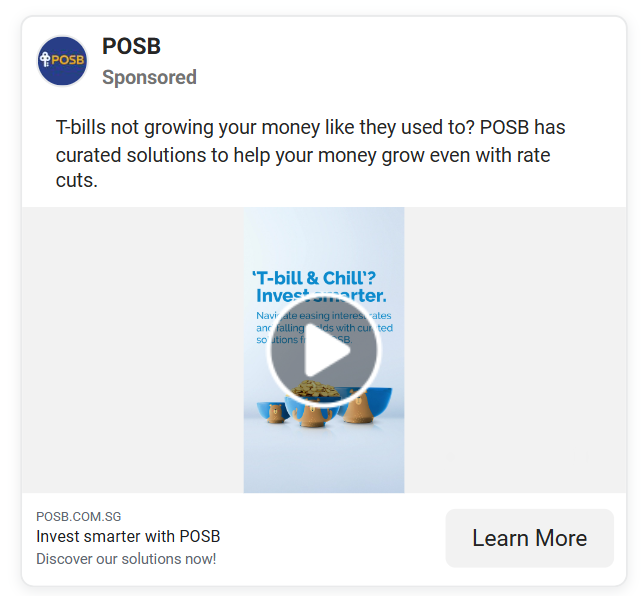 POSB
POSB
Sponsored
T-bills not growing your money like they used to? POSB has
curated solutions to help your money grow even with rate
cuts.
'T-bill & Chill'?
Invest smarter.
Navigate easing interest rates
and falling yields with curated
solutions from POSB.
POSB.COM.SG
Invest smarter with POSB
Discover our solutions now!
Learn More